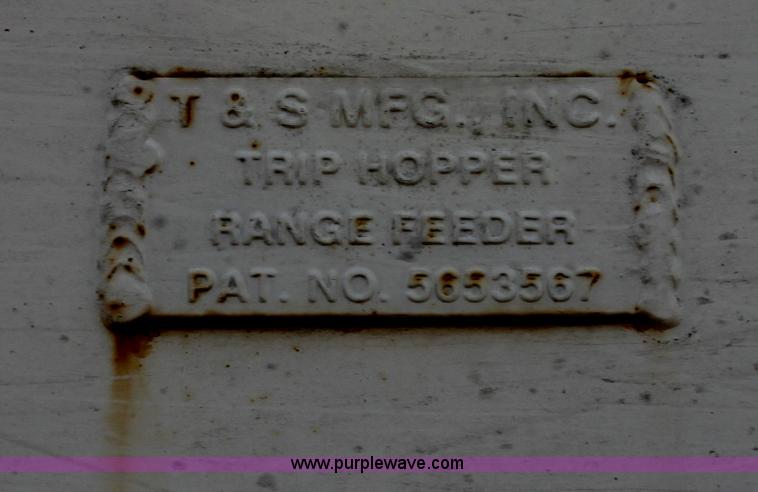 T & S MFG., INC.
TRIP HOPPER
RANGE FEEDER
PAT. NO. 5653567
www.purplewave.com